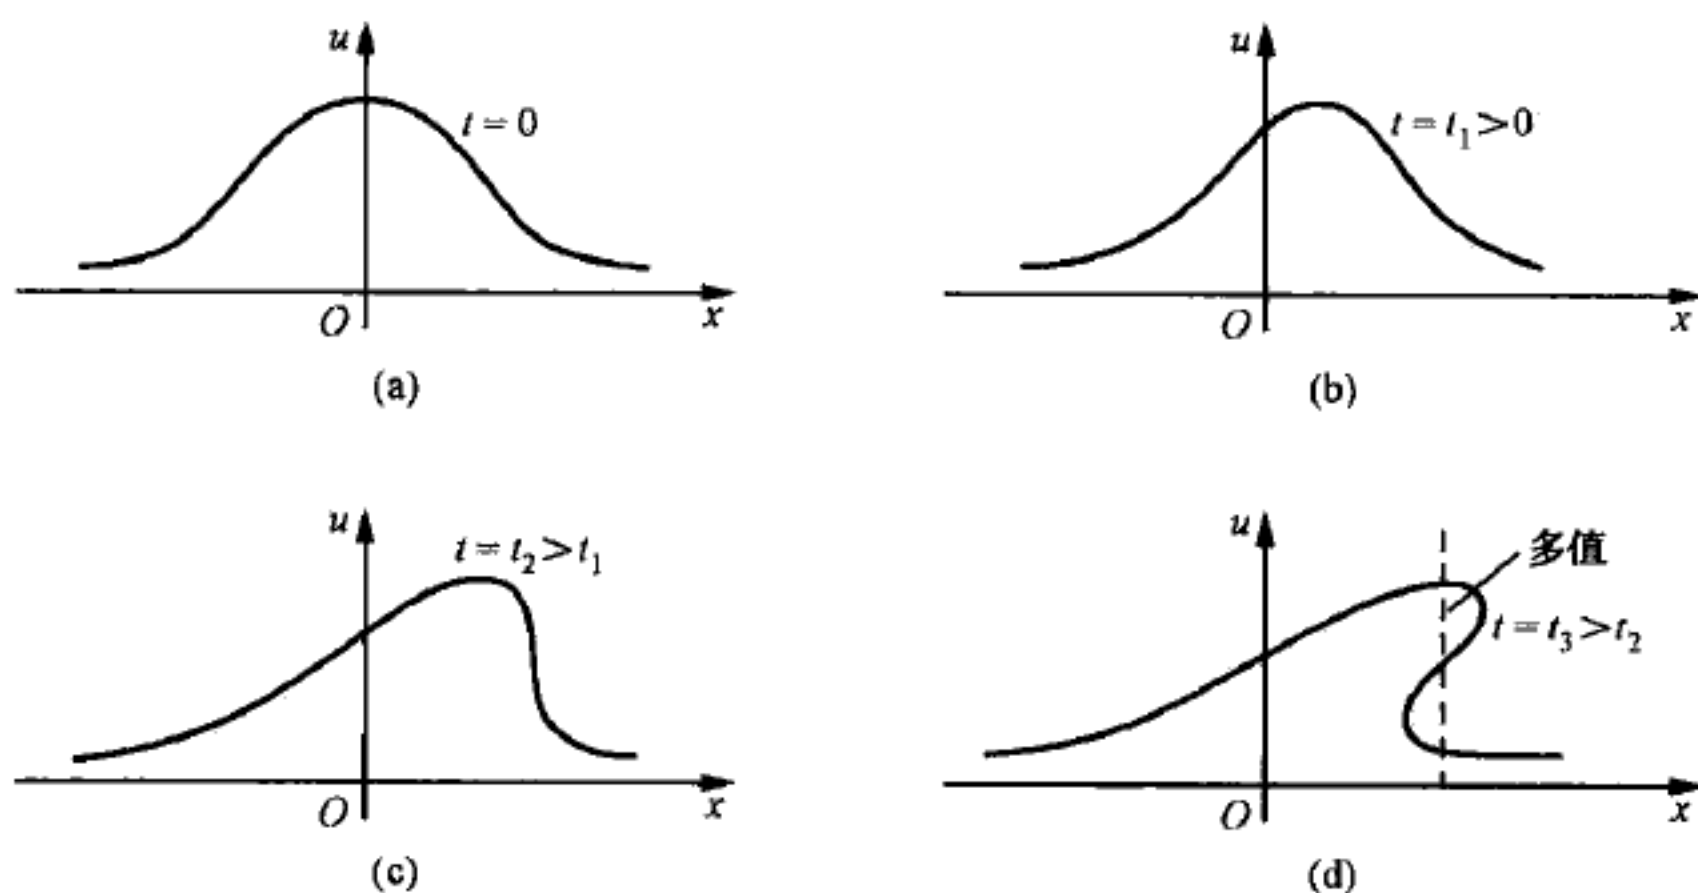 u
t = 0
O
x
(a)
u
t = t₁ > 0
O
x
(b)
u
t = t₂ > t₁
O
x
(c)
u
多值
t = t₃ > t₂
O
x
(d)